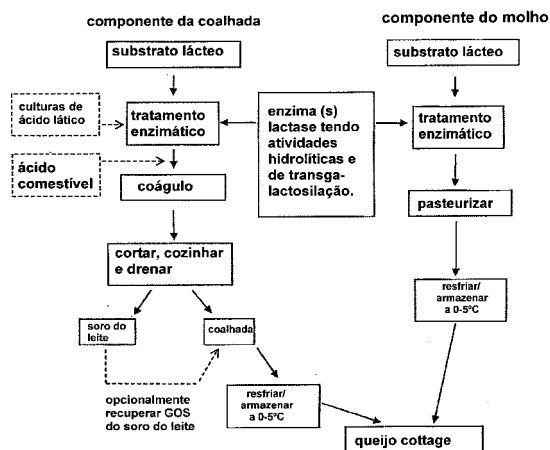 componente da coalhada
componente do molho
substrato lácteo
substrato lácteo
culturas de
ácido lático
tratamento
enzimático
enzima (s)
lactase tendo
atividades
hidrolíticas e
de transga-
lactosilação.
tratamento
enzimático
ácido
comestível
coágulo
pasteurizar
cortar, cozinhar
e drenar
resfriar/
armazenar
a 0-5ºC
soro do
leite
coalhada
opcionalmente
recuperar GOS
do soro do leite
resfriar/
armazenar
a 0-5ºC
queijo cottage